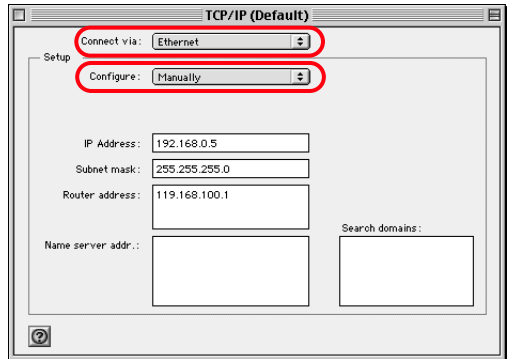 TCP/IP (Default)
Connect via: Ethernet
Setup
Configure: Manually
IP Address: 192.168.0.5
Subnet mask: 255.255.255.0
Router address: 119.168.100.1
Search domains:
Name server addr.:
?